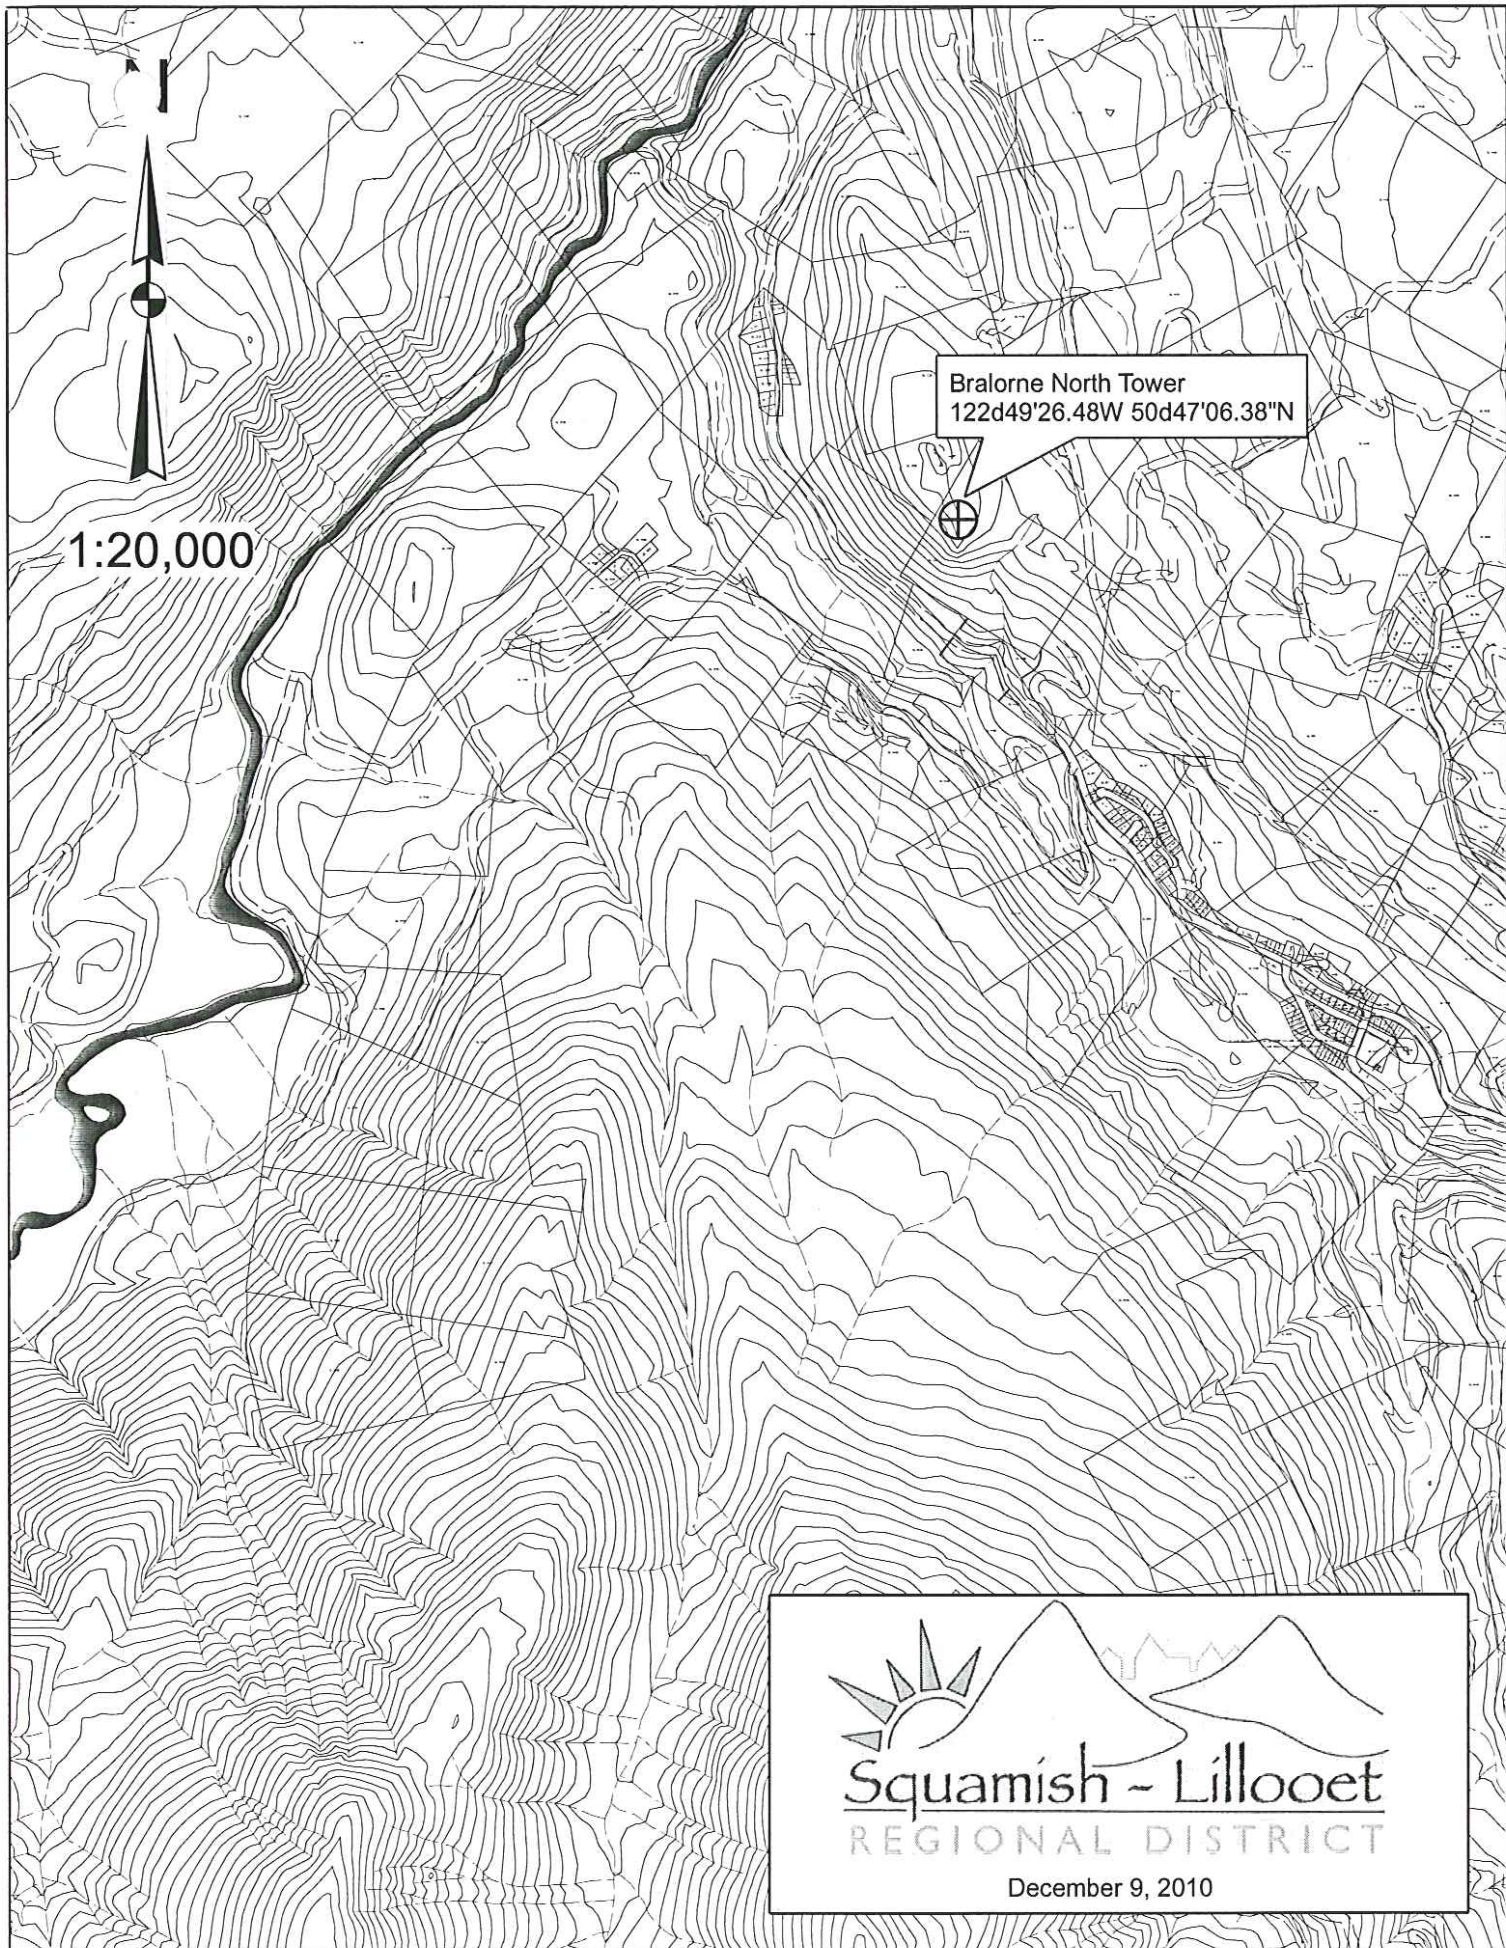 N
1:20,000
Bralorne North Tower
122d49'26.48W 50d47'06.38"N
Squamish - Lillooet
REGIONAL DISTRICT
December 9, 2010